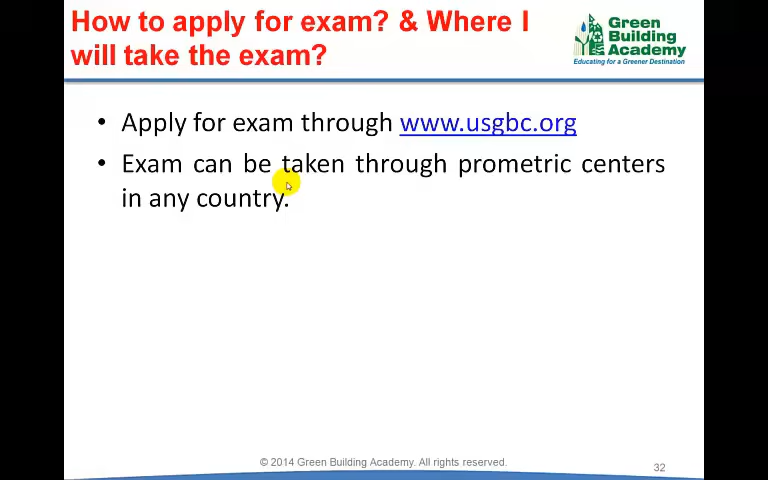 How to apply for exam? & Where I
will take the exam?
Green
Building
Academy
Educating for a Greener Destination
• Apply for exam through www.usgbc.org
• Exam can be taken through prometric centers
in any country.
© 2014 Green Building Academy. All rights reserved.
32